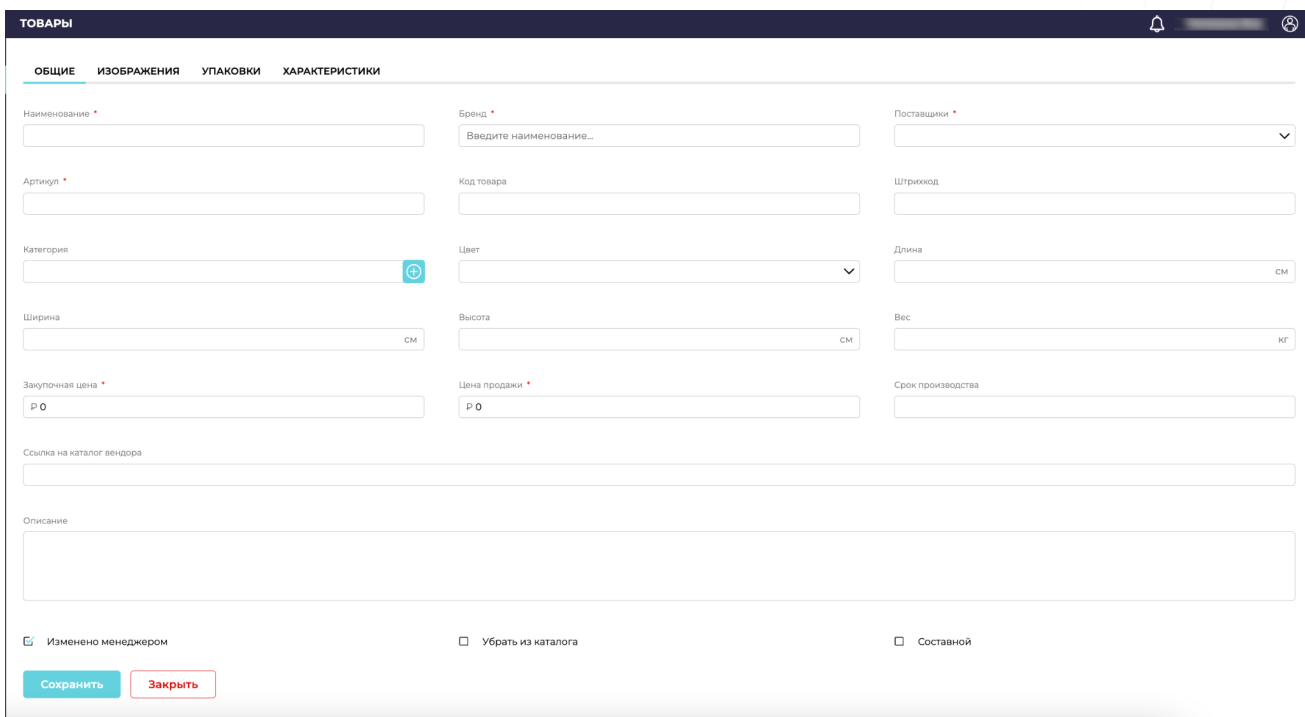 ТОВАРЫ
ОБЩИЕ ИЗОБРАЖЕНИЯ УПАКОВКИ ХАРАКТЕРИСТИКИ
Наименование * Бренд * Поставщики *
Введите наименование...
Артикул * Код товара Штрихкод
Категория Цвет Длина
см
Ширина Высота Вес
см см кг
Закупочная цена * Цена продажи * Срок производства
₽ 0 ₽ 0
Ссылка на каталог вендора
Описание
Изменено менеджером Убрать из каталога Составной
Сохранить Закрыть